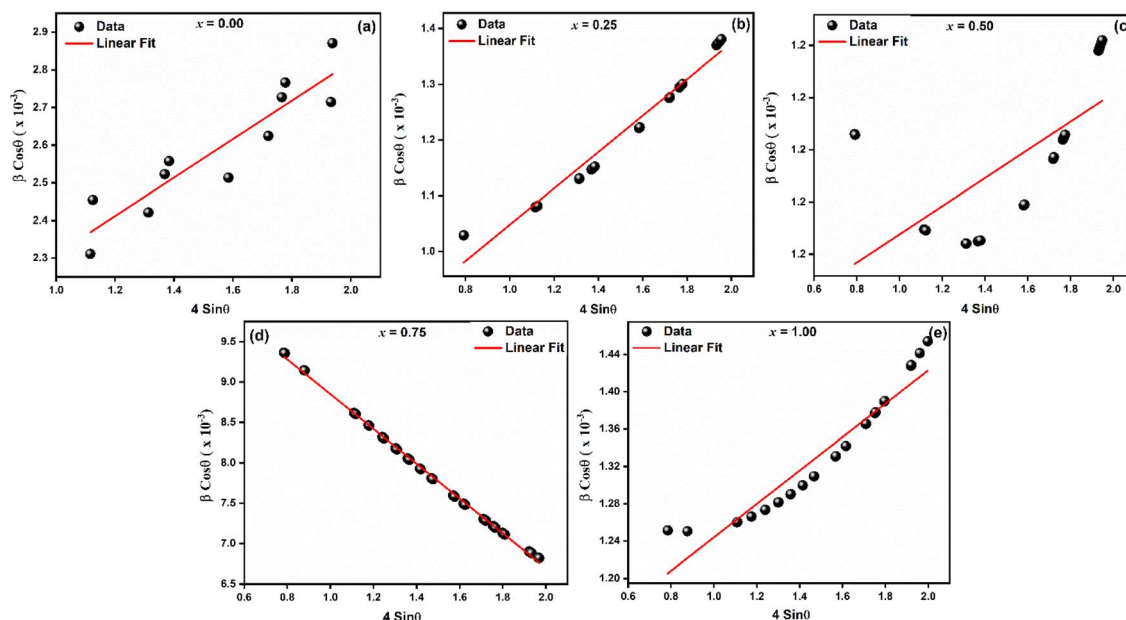 x = 0.00
(a)
Data
Linear Fit
2.9
2.8
2.7
2.6
2.5
2.4
2.3
β Cosθ ( x 10⁻³)
1.0 1.2 1.4 1.6 1.8 2.0
4 Sinθ
x = 0.25
(b)
Data
Linear Fit
1.4
1.3
1.2
1.1
1.0
β Cosθ ( x 10⁻³)
0.8 1.0 1.2 1.4 1.6 1.8 2.0
4 Sinθ
x = 0.50
(c)
Data
Linear Fit
1.2
1.2
1.2
1.2
1.2
β Cosθ ( x 10⁻³)
0.6 0.8 1.0 1.2 1.4 1.6 1.8 2.0
4 Sinθ
(d)
x = 0.75
Data
Linear Fit
9.5
9.0
8.5
8.0
7.5
7.0
6.5
β Cosθ ( x 10⁻³)
0.6 0.8 1.0 1.2 1.4 1.6 1.8 2.0
4 Sinθ
x = 1.00
(e)
Data
Linear Fit
1.44
1.40
1.36
1.32
1.28
1.24
1.20
β Cosθ ( x 10⁻³)
0.6 0.8 1.0 1.2 1.4 1.6 1.8 2.0
4 Sinθ